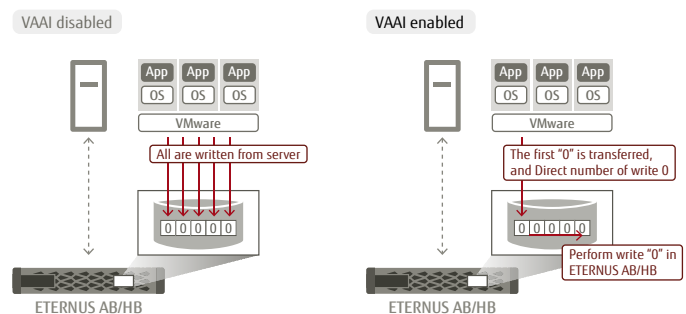 VAAI disabled
App App App
OS OS OS
VMware
All are written from server
0 0 0 0 0
ETERNUS AB/HB
VAAI enabled
App App App
OS OS OS
VMware
The first “0” is transferred,
and Direct number of write 0
0 0 0 0 0
Perform write “0” in
ETERNUS AB/HB
ETERNUS AB/HB